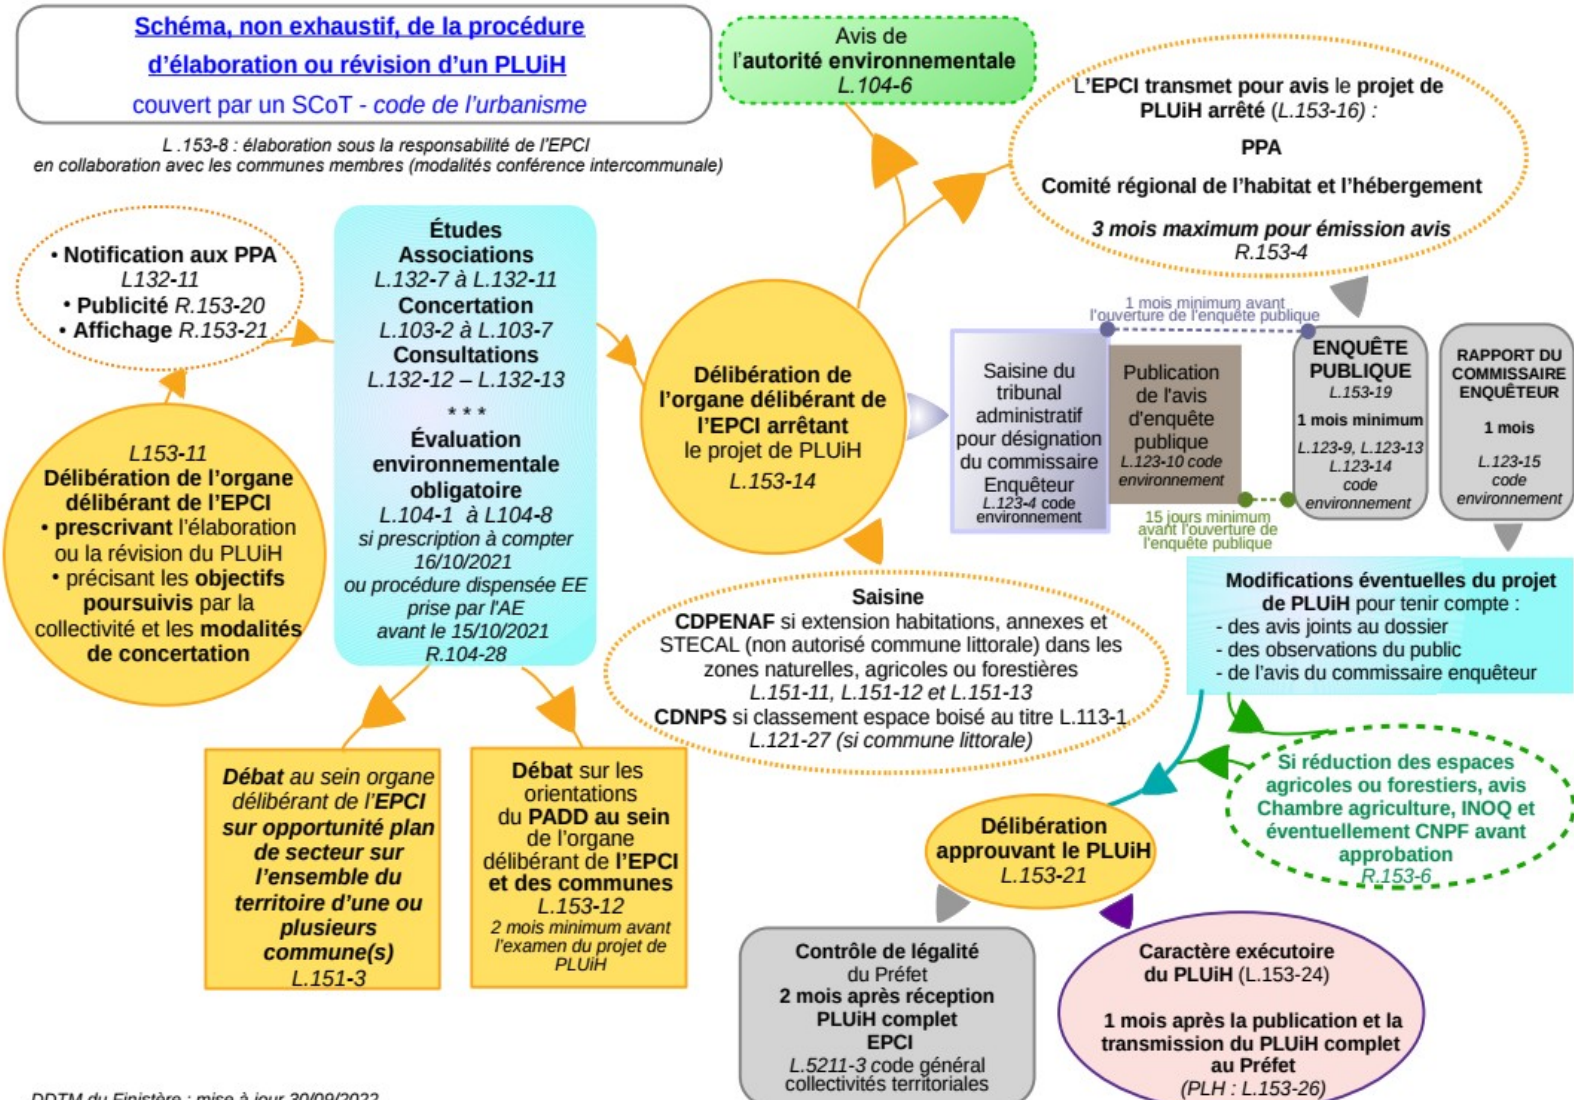 Schéma, non exhaustif, de la procédure
d'élaboration ou révision d'un PLUiH
couvert par un SCoT - code de l'urbanisme
L .153-8 : élaboration sous la responsabilité de l'EPCI
en collaboration avec les communes membres (modalités conférence intercommunale)
• Notification aux PPA
L132-11
• Publicité R.153-20
• Affichage R.153-21
L153-11
Délibération de l'organe
délibérant de l'EPCI
• prescrivant l'élaboration
ou la révision du PLUiH
• précisant les objectifs
poursuivis par la
collectivité et les modalités
de concertation
Études
Associations
L.132-7 à L.132-11
Concertation
L.103-2 à L.103-7
Consultations
L.132-12 – L.132-13
* * *
Évaluation
environnementale
obligatoire
L.104-1 à L104-8
si prescription à compter
16/10/2021
ou procédure dispensée EE
prise par l'AE
avant le 15/10/2021
R.104-28
Débat au sein organe
délibérant de l'EPCI
sur opportunité plan
de secteur sur
l'ensemble du
territoire d'une ou
plusieurs
commune(s)
L.151-3
Débat sur les
orientations
du PADD au sein
de l'organe
délibérant de l'EPCI
et des communes
L.153-12
2 mois minimum avant
l'examen du projet de
PLUiH
Délibération de
l'organe délibérant de
l'EPCI arrêtant
le projet de PLUiH
L.153-14
Avis de
l'autorité environnementale
L.104-6
L'EPCI transmet pour avis le projet de
PLUiH arrêté (L.153-16) :
PPA
Comité régional de l'habitat et l'hébergement
3 mois maximum pour émission avis
R.153-4
Saisine
CDPENAF si extension habitations, annexes et
STECAL (non autorisé commune littorale) dans les
zones naturelles, agricoles ou forestières
L.151-11, L.151-12 et L.151-13
CDNPS si classement espace boisé au titre L.113-1
L.121-27 (si commune littorale)
1 mois minimum avant
l'ouverture de l'enquête publique
Saisine du
tribunal
administratif
pour désignation
du commissaire
Enquêteur
L.123-4 code
environnement
Publication
de l'avis
d'enquête
publique
L.123-10 code
environnement
15 jours minimum
avant l'ouverture de
l'enquête publique
ENQUÊTE
PUBLIQUE
L.153-19
1 mois minimum
L.123-9, L.123-13
L.123-14
code
environnement
RAPPORT DU
COMMISSAIRE
ENQUÊTEUR
1 mois
L.123-15
code
environnement
Modifications éventuelles du projet
de PLUiH pour tenir compte :
- des avis joints au dossier
- des observations du public
- de l'avis du commissaire enquêteur
Si réduction des espaces
agricoles ou forestiers, avis
Chambre agriculture, INOQ et
éventuellement CNPF avant
approbation
R.153-6
Délibération
approuvant le PLUiH
L.153-21
Contrôle de légalité
du Préfet
2 mois après réception
PLUiH complet
EPCI
L.5211-3 code général
collectivités territoriales
Caractère exécutoire
du PLUiH (L.153-24)
1 mois après la publication et la
transmission du PLUiH complet
au Préfet
(PLH : L.153-26)
DDTM du Finistère : mise à jour 30/09/2022